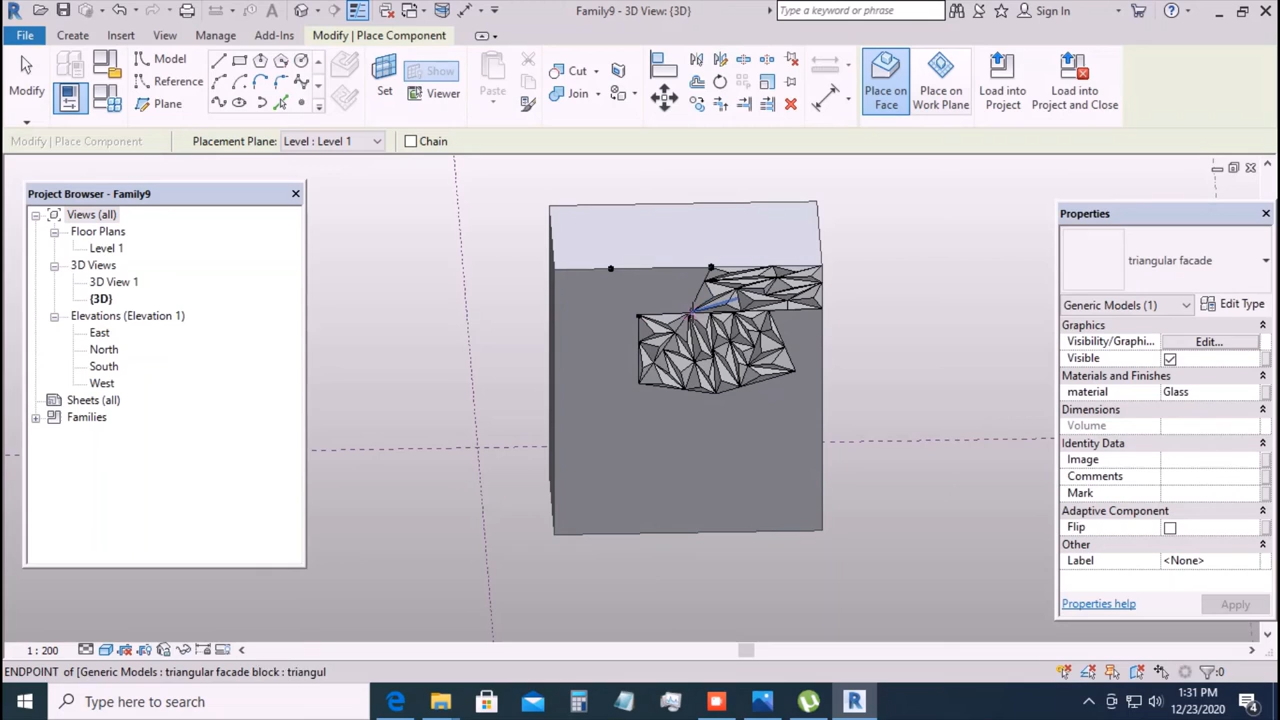 Family9 - 3D View: {3D}
Type a keyword or phrase
Sign In
File
Create
Insert
View
Manage
Add-Ins
Modify | Place Component
Modify
Model
Reference
Plane
Set
Show
Viewer
Paste
Cut
Join
Place on Face
Place on Work Plane
Load into Project
Load into Project and Close
Modify | Place Component
Placement Plane:
Level : Level 1
Chain
Project Browser - Family9
Views (all)
Floor Plans
Level 1
3D Views
3D View 1
{3D}
Elevations (Elevation 1)
East
North
South
West
Sheets (all)
Families
Properties
triangular facade
Generic Models (1)
Edit Type
Graphics
Visibility/Graphi...
Edit...
Visible
Materials and Finishes
material
Glass
Dimensions
Volume
Identity Data
Image
Comments
Mark
Adaptive Component
Flip
Other
Label
<None>
Properties help
Apply
1 : 200
ENDPOINT of [Generic Models : triangular facade block : triangul
:0
Type here to search
1:31 PM
12/23/2020
4